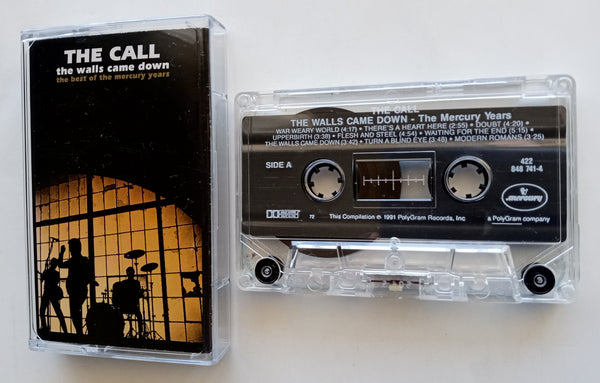 THE CALL
the walls came down
the best of the mercury years
THE CALL
THE WALLS CAME DOWN - The Mercury Years
WAR WEARY WORLD (4:17) • THERE'S A HEART HERE (2:55) • DOUBT (4:20) •
UPPERBIRTH (3:38) • FLESH AND STEEL (4:54) • WAITING FOR THE END (5:15) •
THE WALLS CAME DOWN (3:42) • TURN A BLIND EYE (3:48) • MODERN ROMANS (3:25)
SIDE A
422
848 741-4
mercury
DOLBY
72
This Compilation ℗ 1991 PolyGram Records, Inc
a PolyGram company